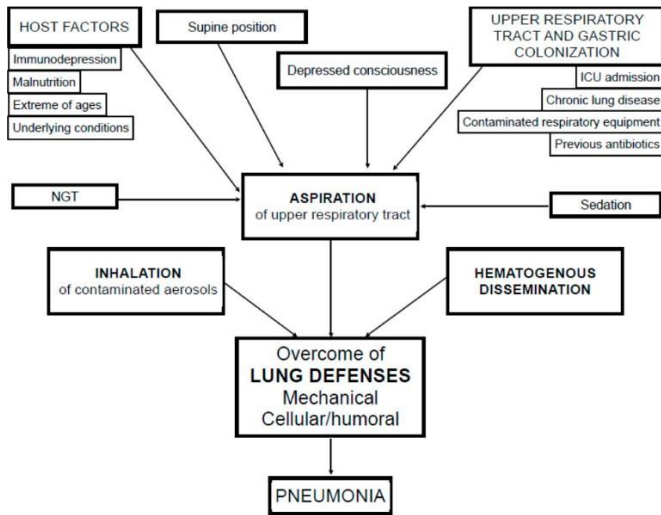 HOST FACTORS
Immunodepression
Malnutrition
Extreme of ages
Underlying conditions
Supine position
Depressed consciousness
UPPER RESPIRATORY
TRACT AND GASTRIC
COLONIZATION
ICU admission
Chronic lung disease
Contaminated respiratory equipment
Previous antibiotics
NGT
ASPIRATION
of upper respiratory tract
Sedation
INHALATION
of contaminated aerosols
HEMATOGENOUS
DISSEMINATION
Overcome of
LUNG DEFENSES
Mechanical
Cellular/humoral
PNEUMONIA